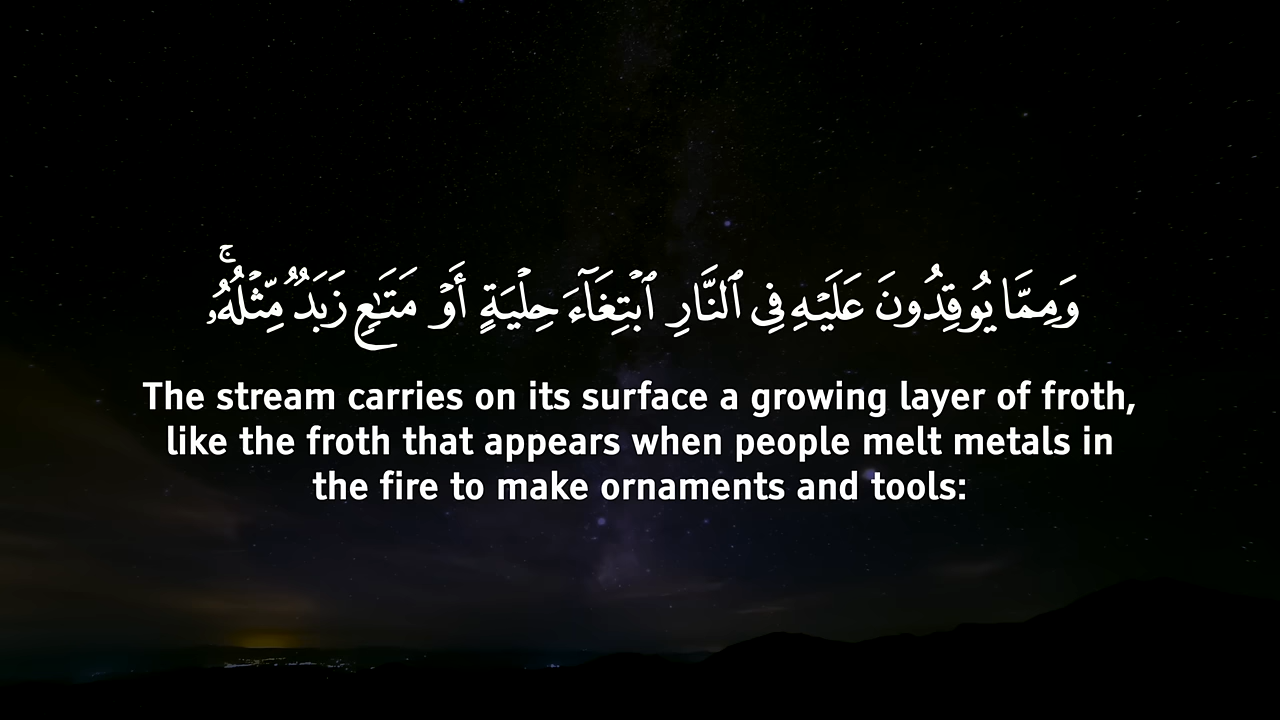 وَمِمَّا يُوقِدُونَ عَلَيْهِ فِى ٱلنَّارِ ٱبْتِغَآءَ حِلْيَةٍ أَوْ مَتَـٰعٍ زَبَدٌ مِّثْلُهُۥ ۚ
The stream carries on its surface a growing layer of froth,
like the froth that appears when people melt metals in
the fire to make ornaments and tools: